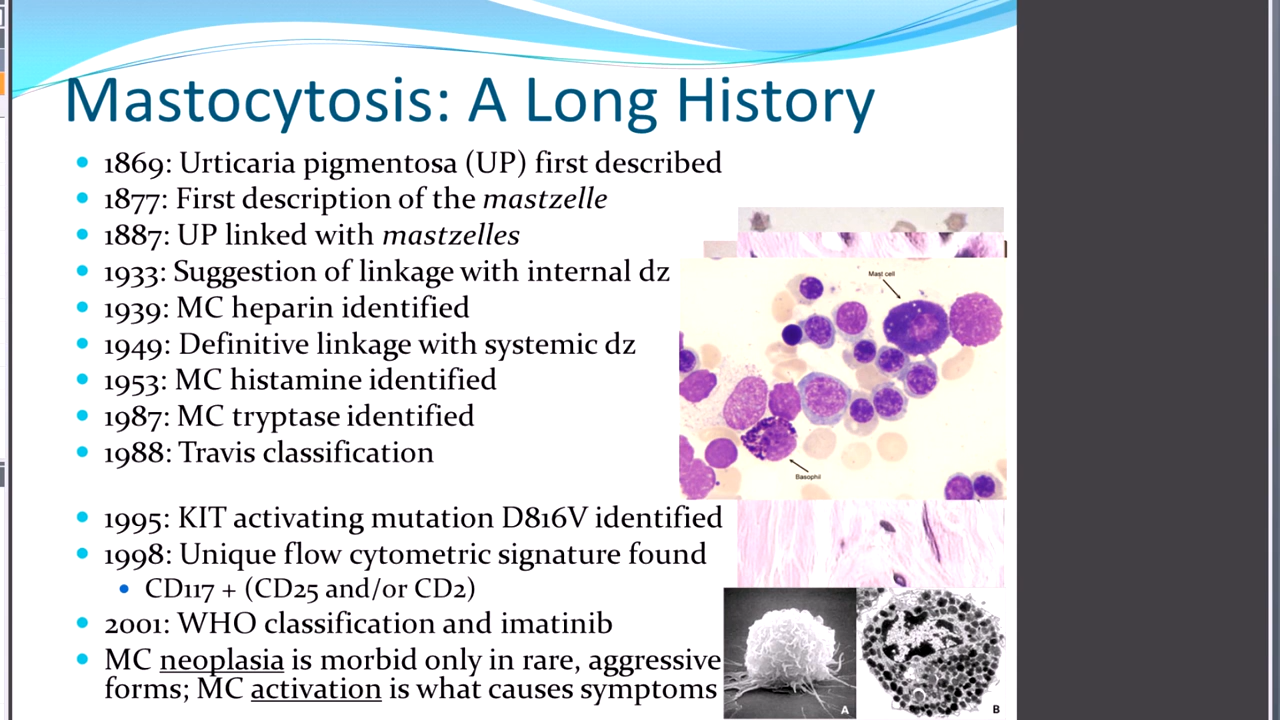 Mastocytosis: A Long History
• 1869: Urticaria pigmentosa (UP) first described
• 1877: First description of the mastzelle
• 1887: UP linked with mastzelles
• 1933: Suggestion of linkage with internal dz
• 1939: MC heparin identified
• 1949: Definitive linkage with systemic dz
• 1953: MC histamine identified
• 1987: MC tryptase identified
• 1988: Travis classification
• 1995: KIT activating mutation D816V identified
• 1998: Unique flow cytometric signature found
• CD117 + (CD25 and/or CD2)
• 2001: WHO classification and imatinib
• MC neoplasia is morbid only in rare, aggressive
forms; MC activation is what causes symptoms
Mast cell
Basophil
A
B